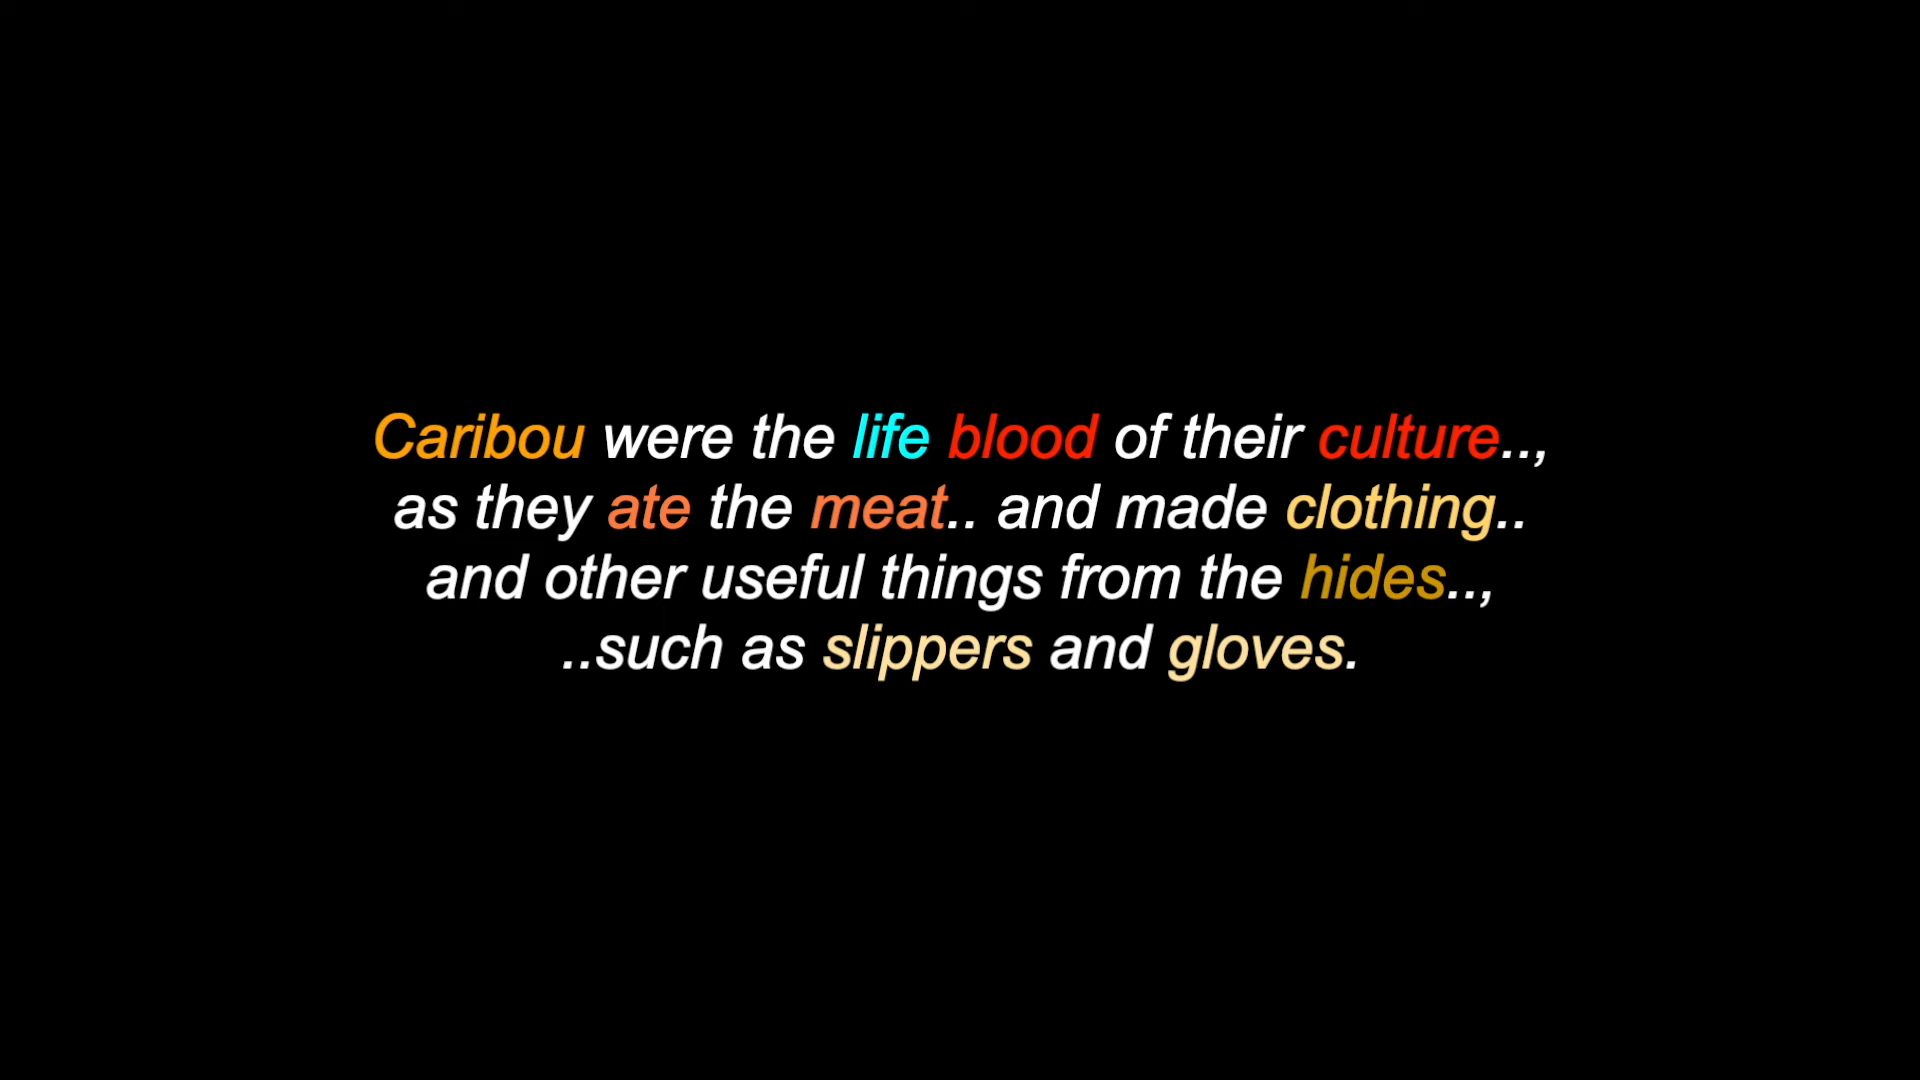 Caribou were the life blood of their culture..,
as they ate the meat.. and made clothing..
and other useful things from the hides..,
..such as slippers and gloves.